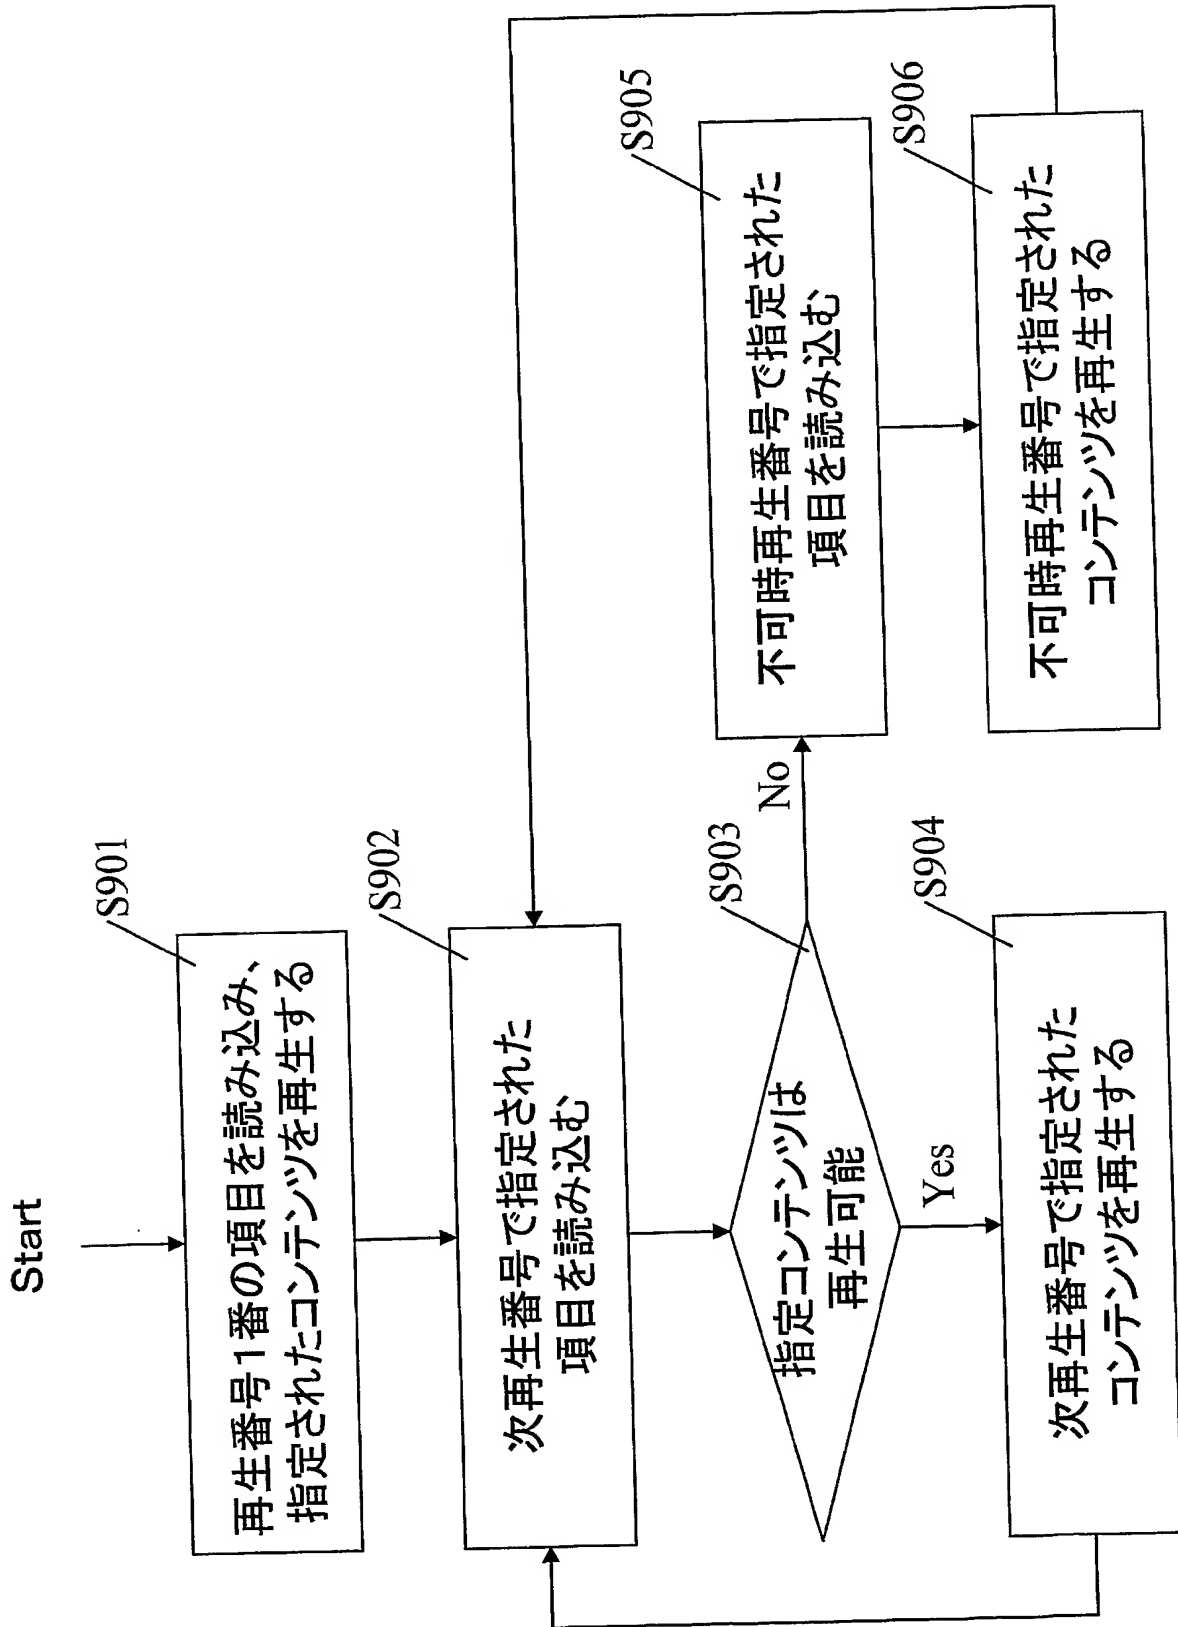 Start
S901
再生番号1番の項目を読み込み、
指定されたコンテンツを再生する
S902
次再生番号で指定された
項目を読み込む
S903
指定コンテンツは
再生可能
No
Yes
S904
次再生番号で指定された
コンテンツを再生する
S905
不可時再生番号で指定された
項目を読み込む
S906
不可時再生番号で指定された
コンテンツを再生する